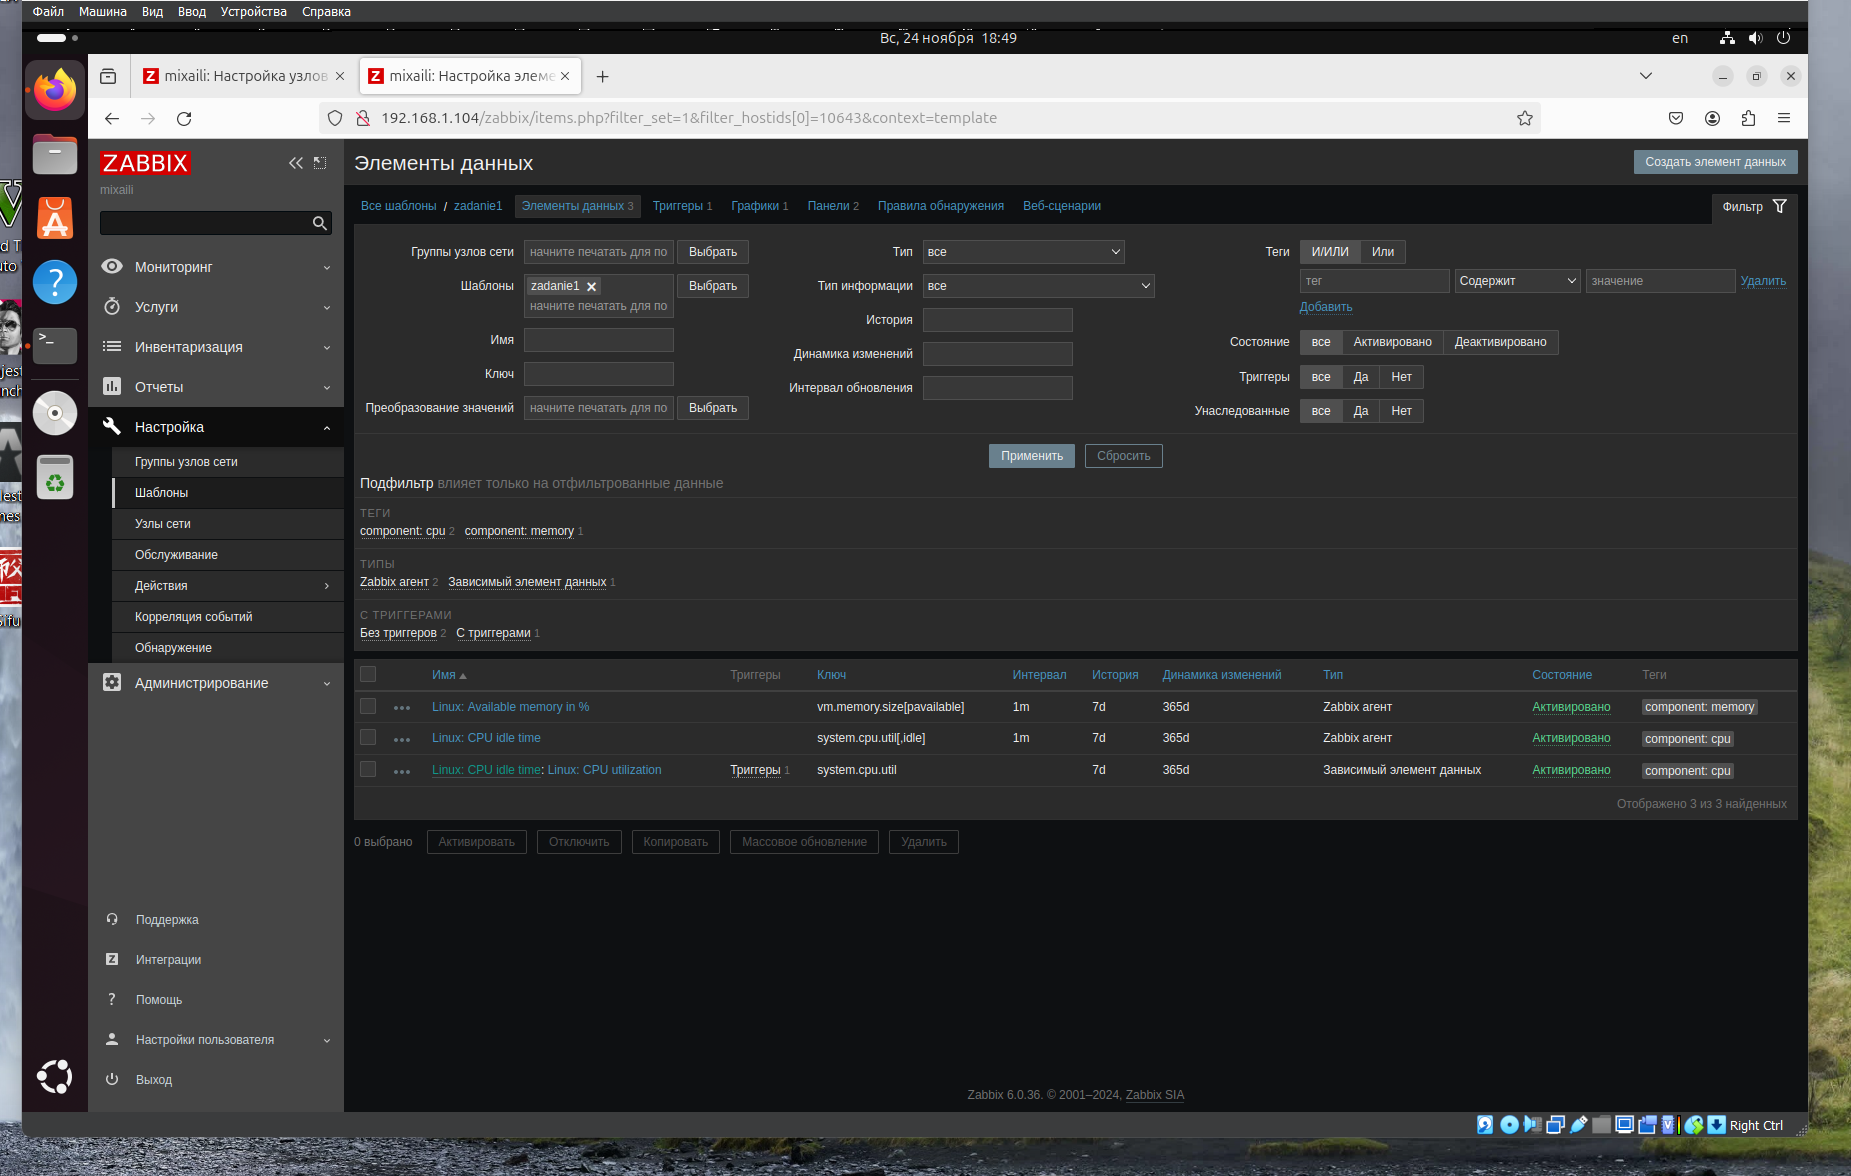 Файл Машина Вид Ввод Устройства Справка
Вс, 24 ноября 18:49
en
mixaili: Настройка узлов
mixaili: Настройка элеме
192.168.1.104/zabbix/items.php?filter_set=1&filter_hostids[0]=10643&context=template
ZABBIX
mixaili
Мониторинг
Услуги
Инвентаризация
Отчеты
Настройка
Группы узлов сети
Шаблоны
Узлы сети
Обслуживание
Действия
Корреляция событий
Обнаружение
Администрирование
Поддержка
Интеграции
Помощь
Настройки пользователя
Выход
Элементы данных
Создать элемент данных
Все шаблоны / zadanie1 Элементы данных 3 Триггеры 1 Графики 1 Панели 2 Правила обнаружения Веб-сценарии
Фильтр
Группы узлов сети начните печатать для по Выбрать
Шаблоны zadanie1 Выбрать
начните печатать для по
Имя
Ключ
Преобразование значений начните печатать для по Выбрать
Тип все
Тип информации все
История
Динамика изменений
Интервал обновления
Теги И/ИЛИ Или
тег Содержит значение Удалить
Добавить
Состояние все Активировано Деактивировано
Триггеры все Да Нет
Унаследованные все Да Нет
Применить Сбросить
Подфильтр влияет только на отфильтрованные данные
ТЕГИ
component: cpu 2 component: memory 1
ТИПЫ
Zabbix агент 2 Зависимый элемент данных 1
С ТРИГГЕРАМИ
Без триггеров 2 С триггерами 1
Имя Триггеры Ключ Интервал История Динамика изменений Тип Состояние Теги
Linux: Available memory in % vm.memory.size[pavailable] 1m 7d 365d Zabbix агент Активировано component: memory
Linux: CPU idle time system.cpu.util[,idle] 1m 7d 365d Zabbix агент Активировано component: cpu
Linux: CPU idle time: Linux: CPU utilization Триггеры 1 system.cpu.util 7d 365d Зависимый элемент данных Активировано component: cpu
Отображено 3 из 3 найденных
0 выбрано Активировать Отключить Копировать Массовое обновление Удалить
Zabbix 6.0.36. © 2001–2024, Zabbix SIA
Right Ctrl